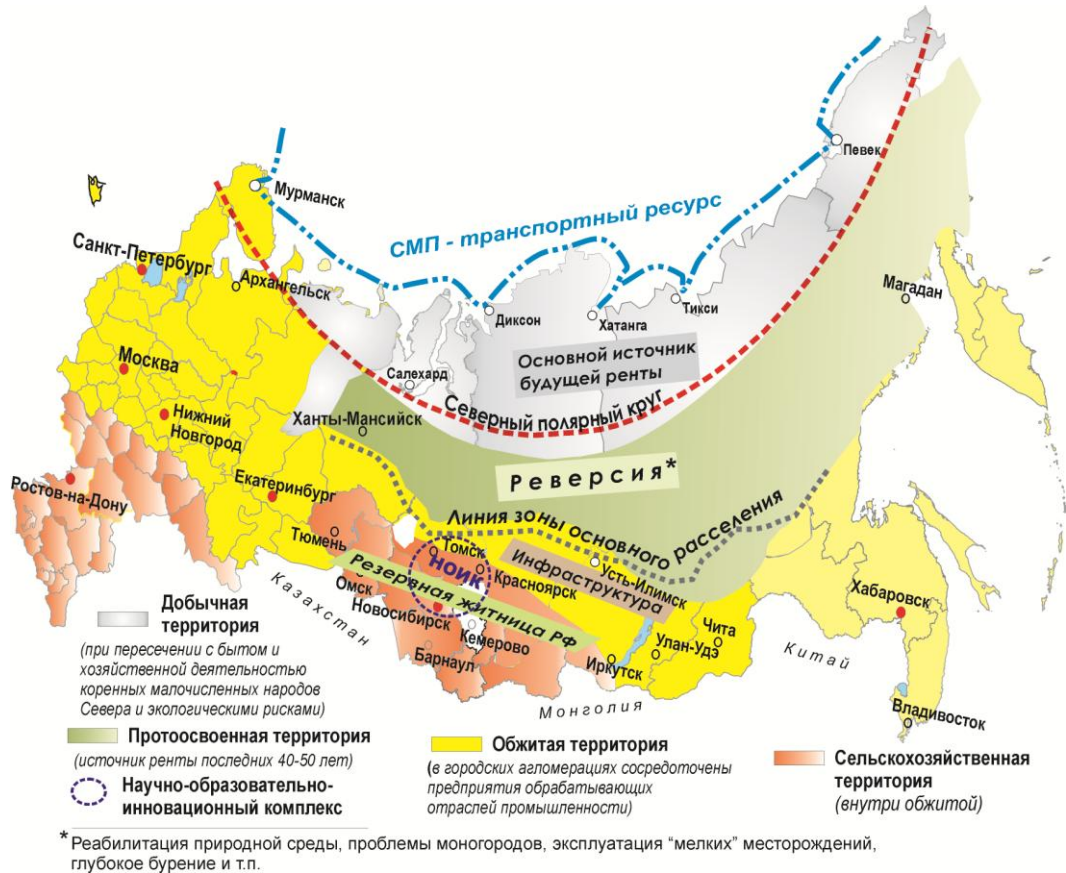 Певек
Мурманск
СМП - транспортный ресурс
Санкт-Петербург
Архангельск
Магадан
Диксон
Хатанга
Тикси
Основной источник
будущей ренты
Москва
Салехард
Северный полярный круг
Ханты-Мансийск
Нижний
Новгород
Реверсия*
Екатеринбург
Ростов-на-Дону
Линия зоны основного расселения
Тюмень
Томск
НОИК
Инфраструктура
Усть-Илимск
Красноярск
Резервная житница РФ
Омск
Казахстан
Новосибирск
Кемерово
Хабаровск
Чита
Улан-Удэ
Барнаул
Иркутск
Китай
Монголия
Владивосток
Добычная
территория
(при пересечении с бытом и
хозяйственной деятельностью
коренных малочисленных народов
Севера и экологическими рисками)
Протоосвоенная территория
(источник ренты последних 40-50 лет)
Научно-образовательно-
инновационный комплекс
Обжитая территория
(в городских агломерациях сосредоточены
предприятия обрабатывающих
отраслей промышленности)
Сельскохозяйственная
территория
(внутри обжитой)
* Реабилитация природной среды, проблемы моногородов, эксплуатация “мелких” месторождений,
глубокое бурение и т.п.